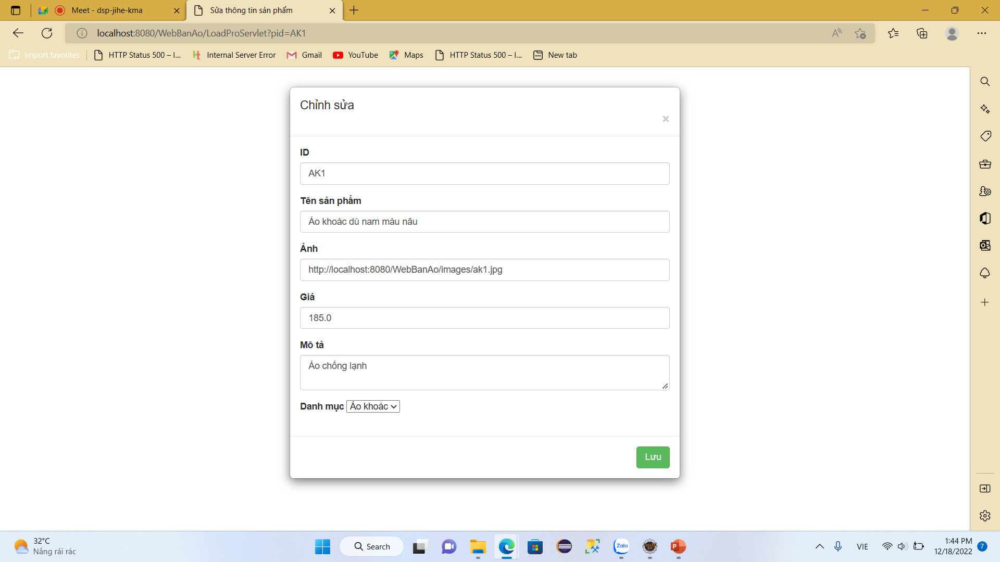 Meet - dsp-jihe-kma
Sửa thông tin sản phẩm
localhost:8080/WebBanAo/LoadProServlet?pid=AK1
Import favorites
HTTP Status 500 – I...
Internal Server Error
Gmail
YouTube
Maps
HTTP Status 500 – I...
New tab
Chỉnh sửa
×
ID
AK1
Tên sản phẩm
Áo khoác dù nam màu nâu
Ảnh
http://localhost:8080/WebBanAo/images/ak1.jpg
Giá
185.0
Mô tả
Áo chống lạnh
Danh mục Áo khoác
Lưu
32°C
Nắng rải rác
Search
Zalo
VIE
1:44 PM
12/18/2022
7